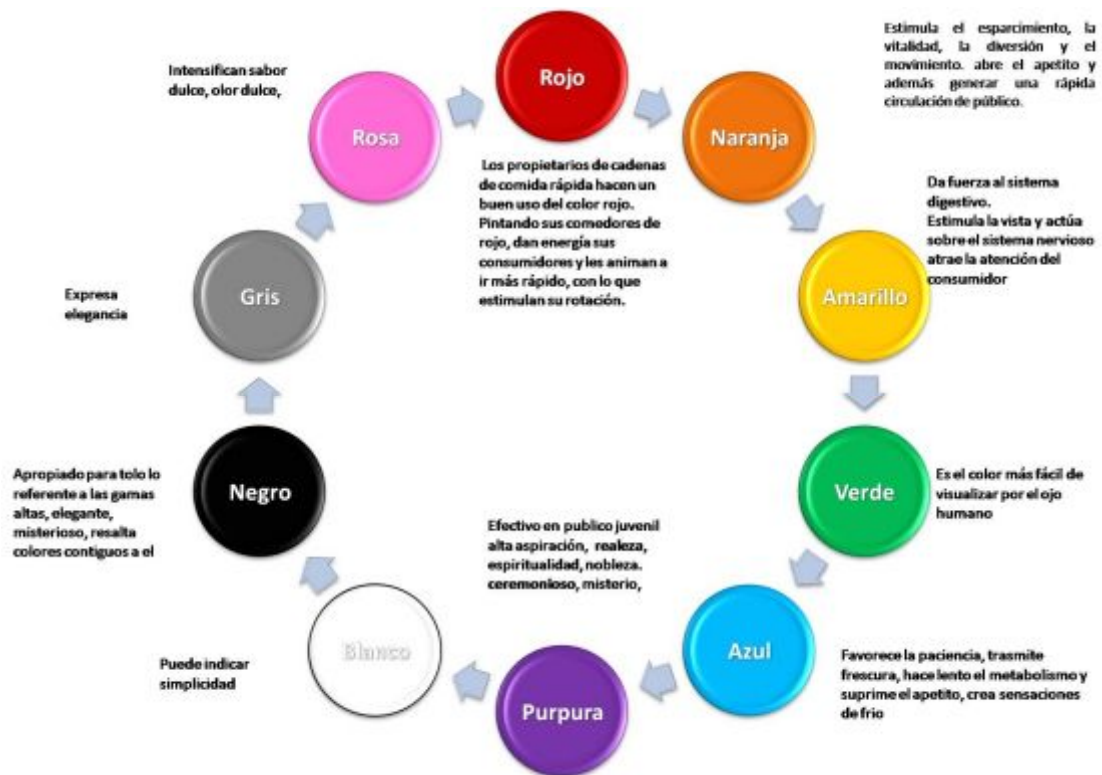 Rojo
Los propietarios de cadenas
de comida rápida hacen un
buen uso del color rojo.
Pintando sus comedores de
rojo, dan energía sus
consumidores y les animan a
ir más rápido, con lo que
estimulan su rotación.
Naranja
Estimula el esparcimiento, la
vitalidad, la diversión y el
movimiento. abre el apetito y
además generar una rápida
circulación de público.
Amarillo
Da fuerza al sistema
digestivo.
Estimula la vista y actúa
sobre el sistema nervioso
atrae la atención del
consumidor
Verde
Es el color más fácil de
visualizar por el ojo
humano
Azul
Favorece la paciencia, trasmite
frescura, hace lento el metabolismo y
suprime el apetito, crea sensaciones
de frio
Purpura
Efectivo en publico juvenil
alta aspiración, realeza,
espiritualidad, nobleza.
ceremonioso, misterio,
Blanco
Puede indicar
simplicidad
Negro
Apropiado para tolo lo
referente a las gamas
altas, elegante,
misterioso, resalta
colores contiguos a el
Gris
Expresa
elegancia
Rosa
Intensifican sabor
dulce, olor dulce,